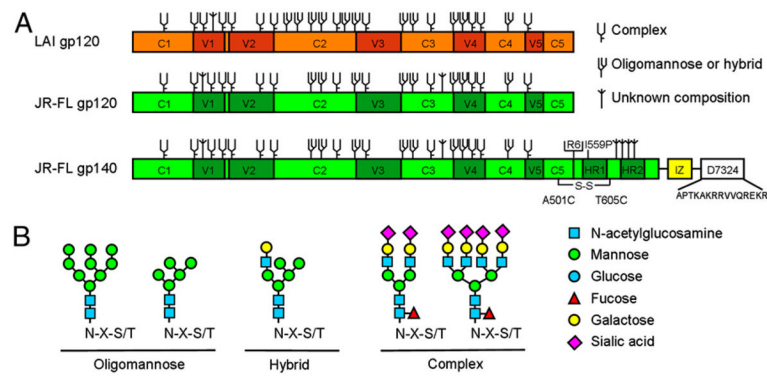 A
LAI gp120
C1 V1 V2 C2 V3 C3 V4 C4 V5 C5
JR-FL gp120
C1 V1 V2 C2 V3 C3 V4 C4 V5 C5
JR-FL gp140
C1 V1 V2 C2 V3 C3 V4 C4 V5 C5 HR1 HR2 IZ D7324
R6 I559P
S-S
A501C T605C
APTKAKRRVVQREKR
Complex
Oligomannose or hybrid
Unknown composition
B
N-X-S/T N-X-S/T N-X-S/T N-X-S/T N-X-S/T
Oligomannose Hybrid Complex
N-acetylglucosamine
Mannose
Glucose
Fucose
Galactose
Sialic acid